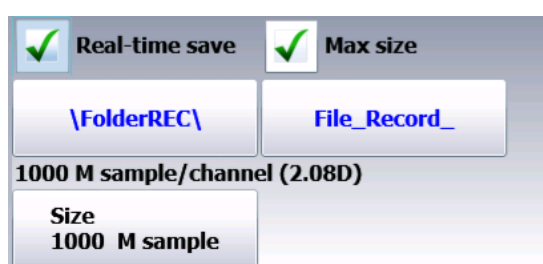 Real-time save Max size
\FolderREC\ File_Record_
1000 M sample/channel (2.08D)
Size
1000 M sample